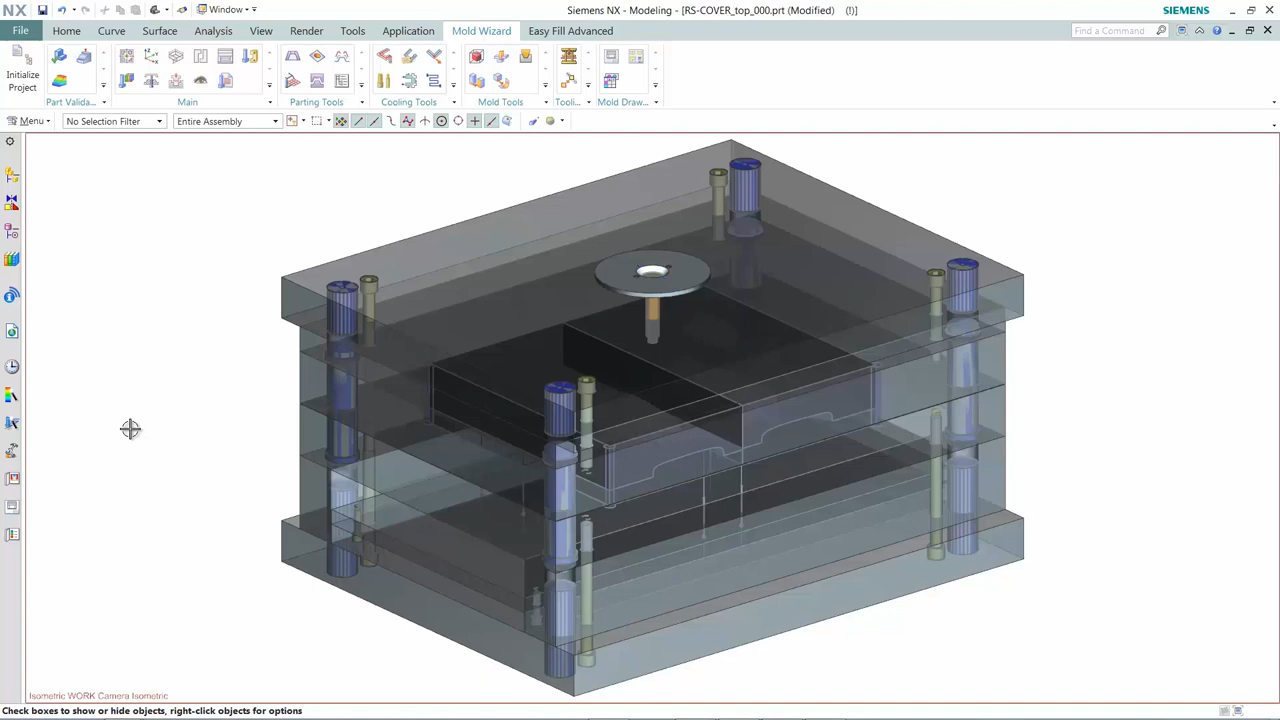 NX
Window
Siemens NX - Modeling - [RS-COVER_top_000.prt (Modified) (!)]
SIEMENS
File
Home
Curve
Surface
Analysis
View
Render
Tools
Application
Mold Wizard
Easy Fill Advanced
Find a Command
Initialize
Project
Part Valida...
Main
Parting Tools
Cooling Tools
Mold Tools
Tooli...
Mold Draw...
Menu
No Selection Filter
Entire Assembly
Isometric WORK Camera Isometric
Check boxes to show or hide objects, right-click objects for options